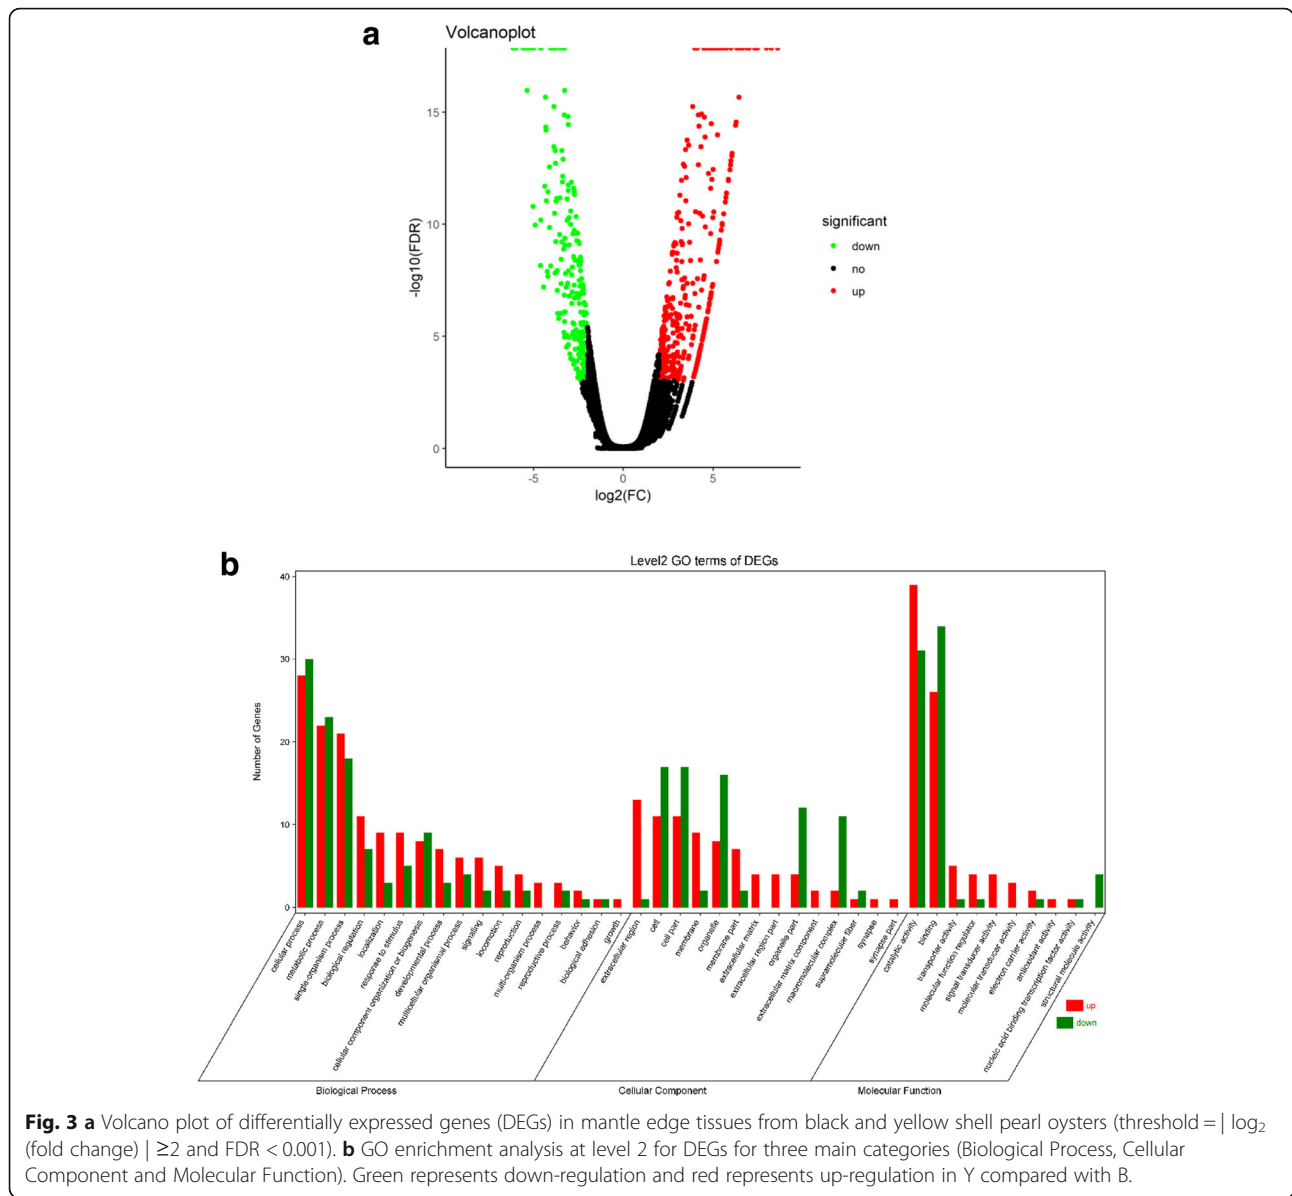 a
Volcanoplot
15
10
5
0
-log10(FDR)
-5
0
5
log2(FC)
significant
down
no
up
b
Level2 GO terms of DEGs
40
30
20
10
0
Number of Genes
cellular process
metabolic process
single-organism process
biological regulation
localization
response to stimulus
cellular component organization or biogenesis
developmental process
multicellular organismal process
signaling
locomotion
reproduction
multi-organism process
reproductive process
behavior
biological adhesion
growth
extracellular region
cell
cell part
membrane
organelle
membrane part
extracellular matrix
extracellular region part
organelle part
extracellular matrix component
macromolecular complex
supramolecular fiber
synapse
synapse part
catalytic activity
binding
transporter activity
molecular function regulator
signal transducer activity
molecular transducer activity
electron carrier activity
antioxidant activity
nucleic acid binding transcription factor activity
structural molecule activity
up
down
Biological Process
Cellular Component
Molecular Function
Fig. 3 a Volcano plot of differentially expressed genes (DEGs) in mantle edge tissues from black and yellow shell pearl oysters (threshold = | log₂
(fold change) | ≥2 and FDR < 0.001). b GO enrichment analysis at level 2 for DEGs for three main categories (Biological Process, Cellular
Component and Molecular Function). Green represents down-regulation and red represents up-regulation in Y compared with B.